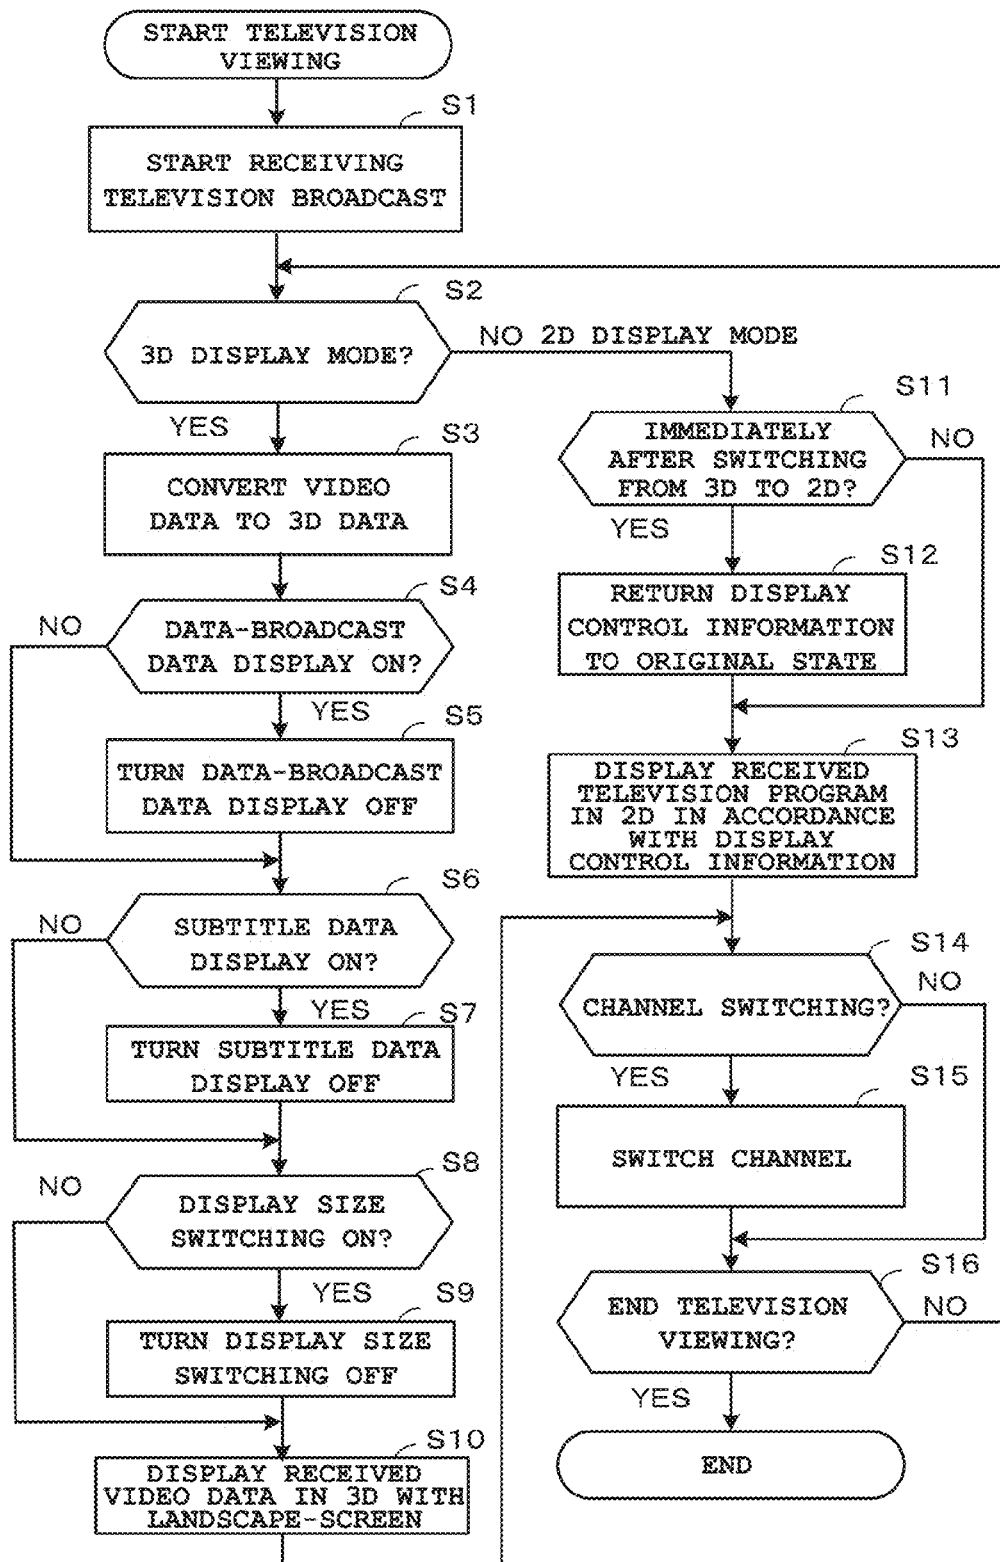 START TELEVISION
VIEWING
S1
START RECEIVING
TELEVISION BROADCAST
S2
3D DISPLAY MODE?
NO 2D DISPLAY MODE
YES
S3
CONVERT VIDEO
DATA TO 3D DATA
S4
NO
DATA-BROADCAST
DATA DISPLAY ON?
YES
S5
TURN DATA-BROADCAST
DATA DISPLAY OFF
S6
NO
SUBTITLE DATA
DISPLAY ON?
YES
S7
TURN SUBTITLE DATA
DISPLAY OFF
S8
NO
DISPLAY SIZE
SWITCHING ON?
YES
S9
TURN DISPLAY SIZE
SWITCHING OFF
S10
DISPLAY RECEIVED
VIDEO DATA IN 3D WITH
LANDSCAPE-SCREEN
S11
IMMEDIATELY
AFTER SWITCHING
FROM 3D TO 2D?
NO
YES
S12
RETURN DISPLAY
CONTROL INFORMATION
TO ORIGINAL STATE
S13
DISPLAY RECEIVED
TELEVISION PROGRAM
IN 2D IN ACCORDANCE
WITH DISPLAY
CONTROL INFORMATION
S14
CHANNEL SWITCHING?
NO
YES
S15
SWITCH CHANNEL
S16
END TELEVISION
VIEWING?
NO
YES
END